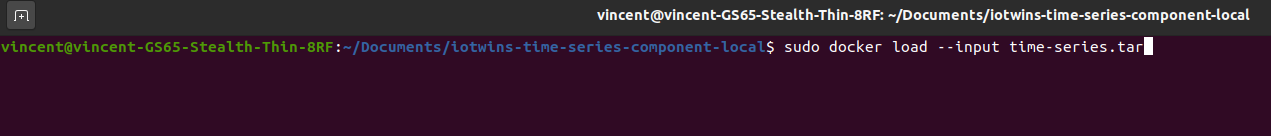 vincent@vincent-GS65-Stealth-Thin-8RF: ~/Documents/iotwins-time-series-component-local
vincent@vincent-GS65-Stealth-Thin-8RF:~/Documents/iotwins-time-series-component-local$ sudo docker load --input time-series.tar